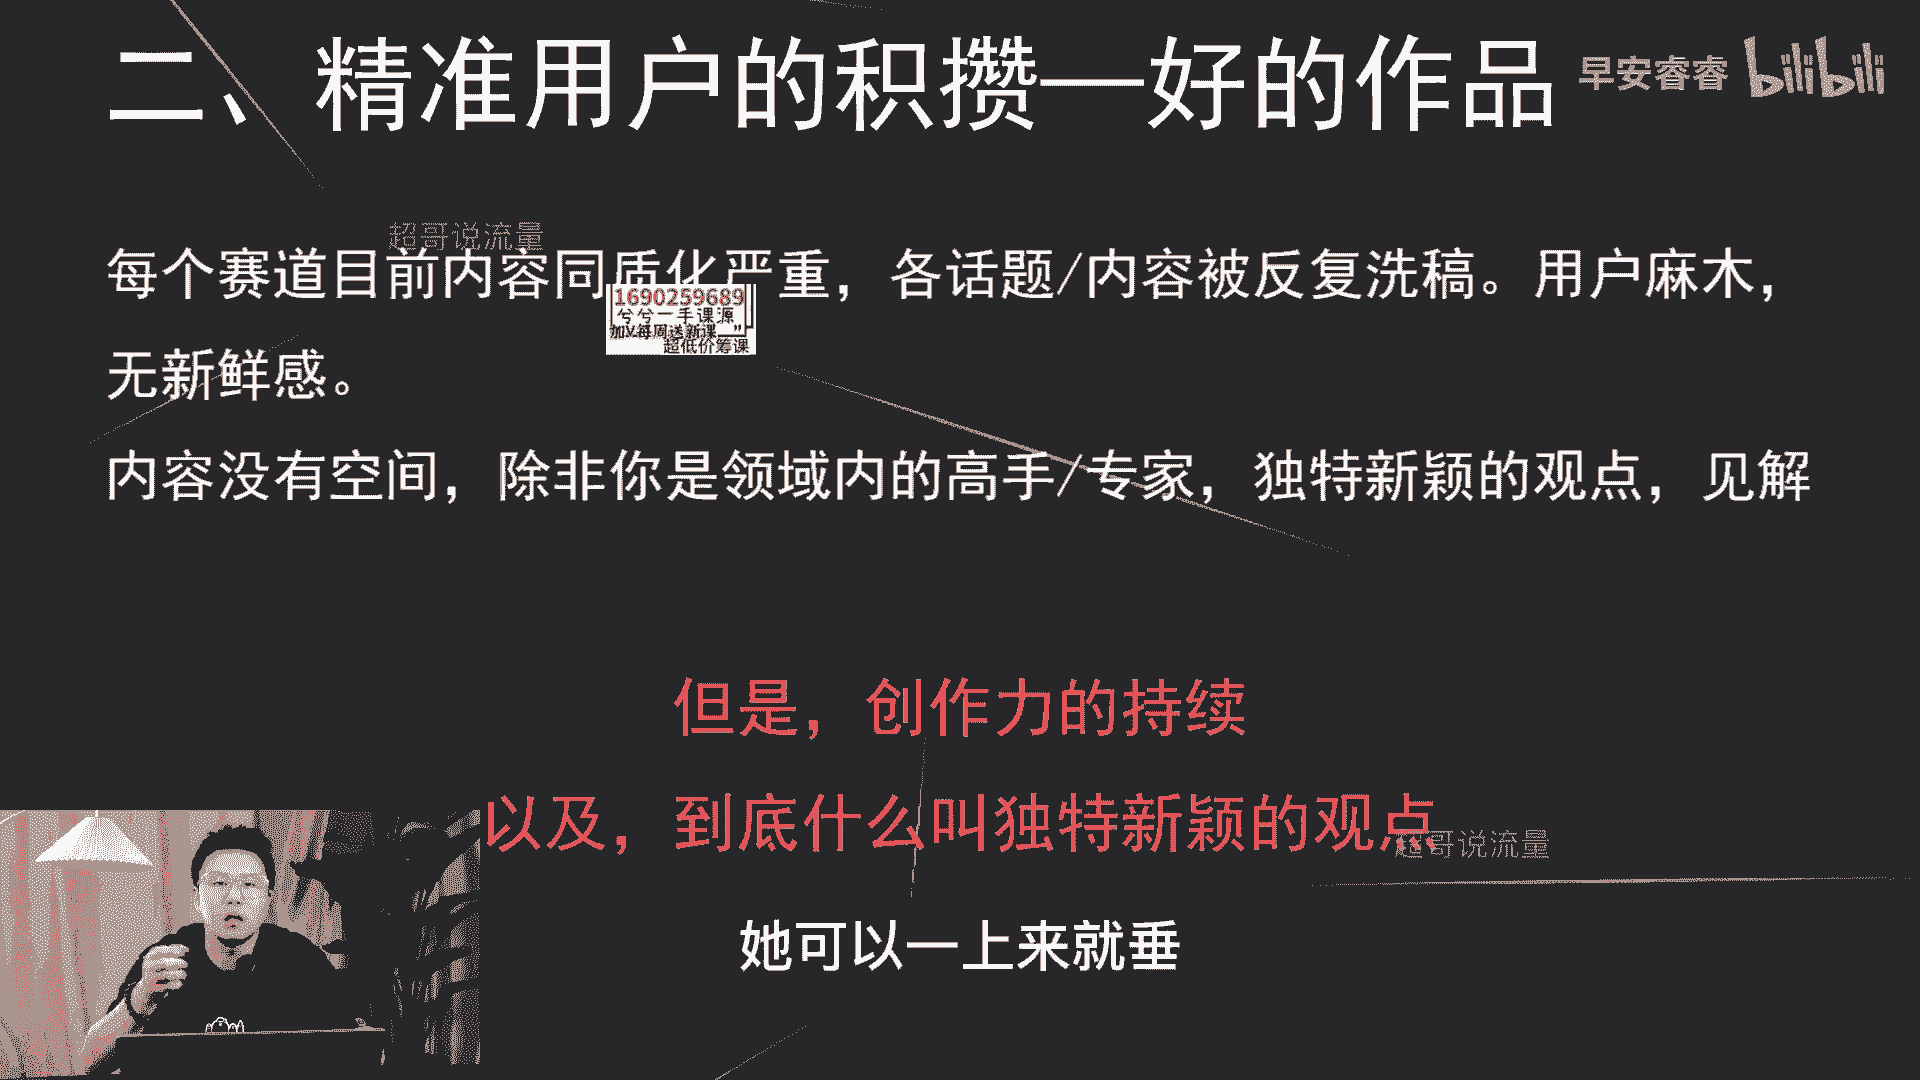 二、精准用户的积攒—好的作品
早安睿睿 bilibili
超哥说流量
每个赛道目前内容同质化严重，各话题/内容被反复洗稿。用户麻木，
1690259689
兮兮一手课源
加V每周送新课
超低价筹课
无新鲜感。
内容没有空间，除非你是领域内的高手/专家，独特新颖的观点，见解
但是，创作力的持续
以及，到底什么叫独特新颖的观点
超哥说流量
她可以一上来就垂